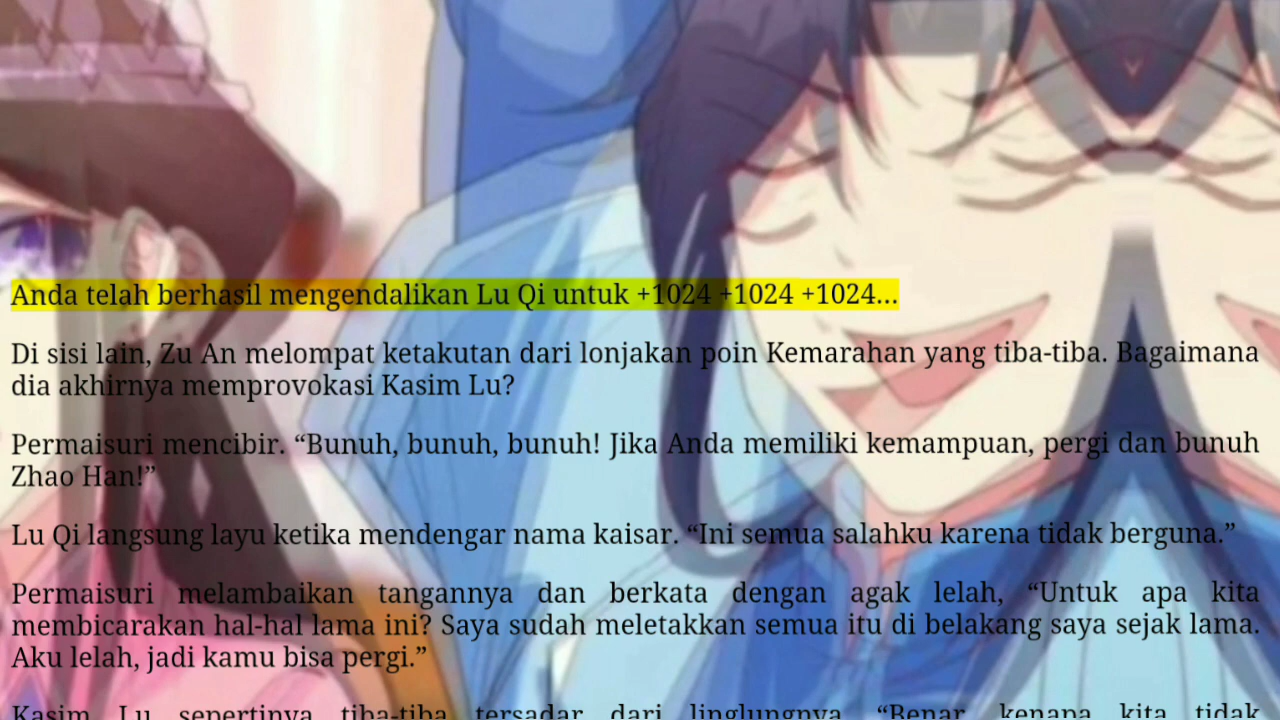 Anda telah berhasil mengendalikan Lu Qi untuk +1024 +1024 +1024…
Di sisi lain, Zu An melompat ketakutan dari lonjakan poin Kemarahan yang tiba-tiba. Bagaimana
dia akhirnya memprovokasi Kasim Lu?
Permaisuri mencibir. “Bunuh, bunuh, bunuh! Jika Anda memiliki kemampuan, pergi dan bunuh
Zhao Han!”
Lu Qi langsung layu ketika mendengar nama kaisar. “Ini semua salahku karena tidak berguna.”
Permaisuri melambaikan tangannya dan berkata dengan agak lelah, “Untuk apa kita
membicarakan hal-hal lama ini? Saya sudah meletakkan semua itu di belakang saya sejak lama.
Aku lelah, jadi kamu bisa pergi.”
Kasim Lu sepertinya tiba-tiba tersadar dari linglungnya. “Benar, kenapa kita tidak